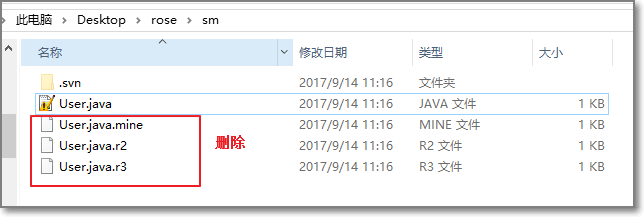 此电脑 › Desktop › rose › sm
名称 修改日期 类型 大小
.svn 2017/9/14 11:16 文件夹
User.java 2017/9/14 11:16 JAVA 文件 1 KB
User.java.mine 2017/9/14 11:16 MINE 文件 1 KB
User.java.r2 2017/9/14 11:16 R2 文件 1 KB
User.java.r3 2017/9/14 11:16 R3 文件 1 KB
删除